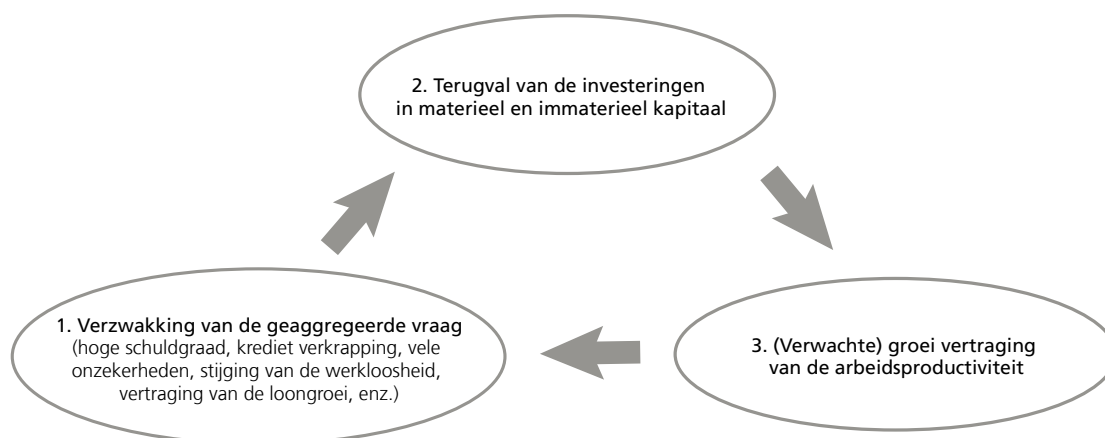 2. Terugval van de investeringen
in materieel en immaterieel kapitaal
1. Verzwakking van de geaggregeerde vraag
(hoge schuldgraad, krediet verkrapping, vele
onzekerheden, stijging van de werkloosheid,
vertraging van de loongroei, enz.)
3. (Verwachte) groei vertraging
van de arbeidsproductiviteit